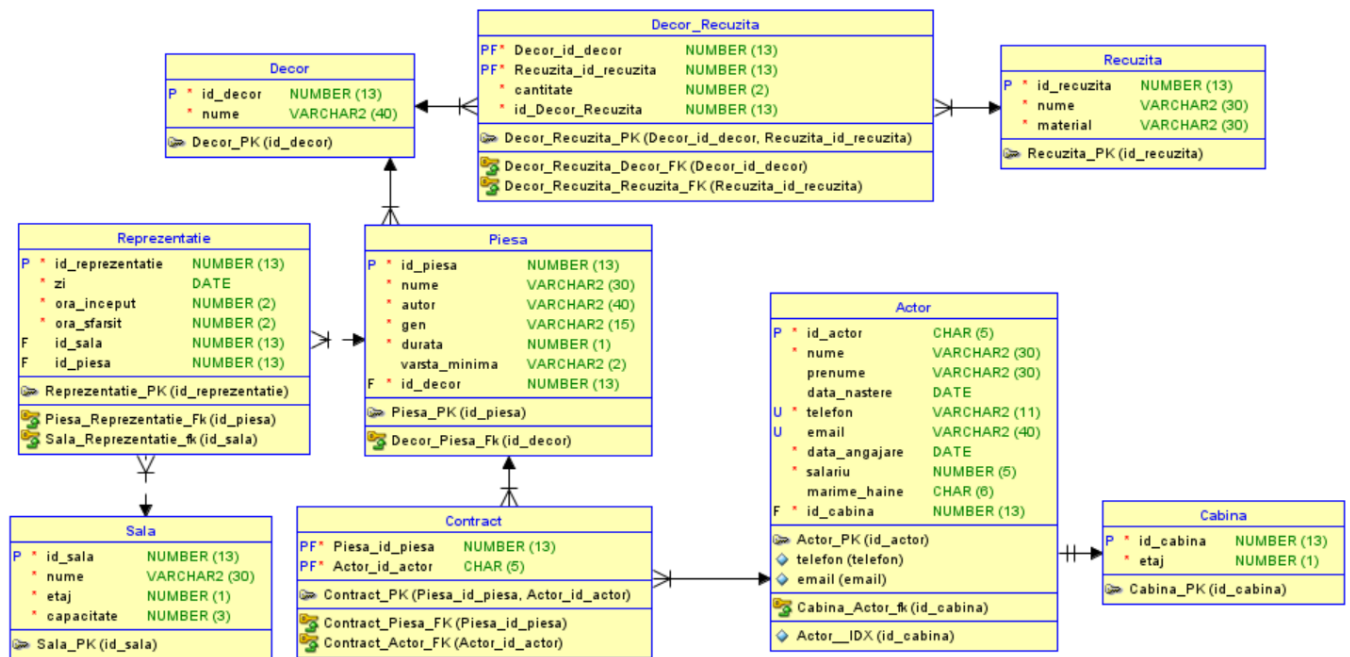 Decor_Recuzita
PF* Decor_id_decor NUMBER (13)
PF* Recuzita_id_recuzita NUMBER (13)
* cantitate NUMBER (2)
* id_Decor_Recuzita NUMBER (13)
Decor_Recuzita_PK (Decor_id_decor, Recuzita_id_recuzita)
Decor_Recuzita_Decor_FK (Decor_id_decor)
Decor_Recuzita_Recuzita_FK (Recuzita_id_recuzita)
Decor
P * id_decor NUMBER (13)
* nume VARCHAR2 (40)
Decor_PK (id_decor)
Recuzita
P * id_recuzita NUMBER (13)
* nume VARCHAR2 (30)
* material VARCHAR2 (30)
Recuzita_PK (id_recuzita)
Reprezentatie
P * id_reprezentatie NUMBER (13)
* zi DATE
* ora_inceput NUMBER (2)
* ora_sfarsit NUMBER (2)
F id_sala NUMBER (13)
F id_piesa NUMBER (13)
Reprezentatie_PK (id_reprezentatie)
Piesa_Reprezentatie_Fk (id_piesa)
Sala_Reprezentatie_fk (id_sala)
Piesa
P * id_piesa NUMBER (13)
* nume VARCHAR2 (30)
* autor VARCHAR2 (40)
* gen VARCHAR2 (15)
* durata NUMBER (1)
varsta_minima VARCHAR2 (2)
F * id_decor NUMBER (13)
Piesa_PK (id_piesa)
Decor_Piesa_Fk (id_decor)
Actor
P * id_actor CHAR (5)
* nume VARCHAR2 (30)
prenume VARCHAR2 (30)
data_nastere DATE
U * telefon VARCHAR2 (11)
U email VARCHAR2 (40)
* data_angajare DATE
* salariu NUMBER (5)
marime_haine CHAR (6)
F * id_cabina NUMBER (13)
Actor_PK (id_actor)
telefon (telefon)
email (email)
Cabina_Actor_fk (id_cabina)
Actor__IDX (id_cabina)
Sala
P * id_sala NUMBER (13)
* nume VARCHAR2 (30)
* etaj NUMBER (1)
* capacitate NUMBER (3)
Sala_PK (id_sala)
Contract
PF* Piesa_id_piesa NUMBER (13)
PF* Actor_id_actor CHAR (5)
Contract_PK (Piesa_id_piesa, Actor_id_actor)
Contract_Piesa_FK (Piesa_id_piesa)
Contract_Actor_FK (Actor_id_actor)
Cabina
P * id_cabina NUMBER (13)
* etaj NUMBER (1)
Cabina_PK (id_cabina)